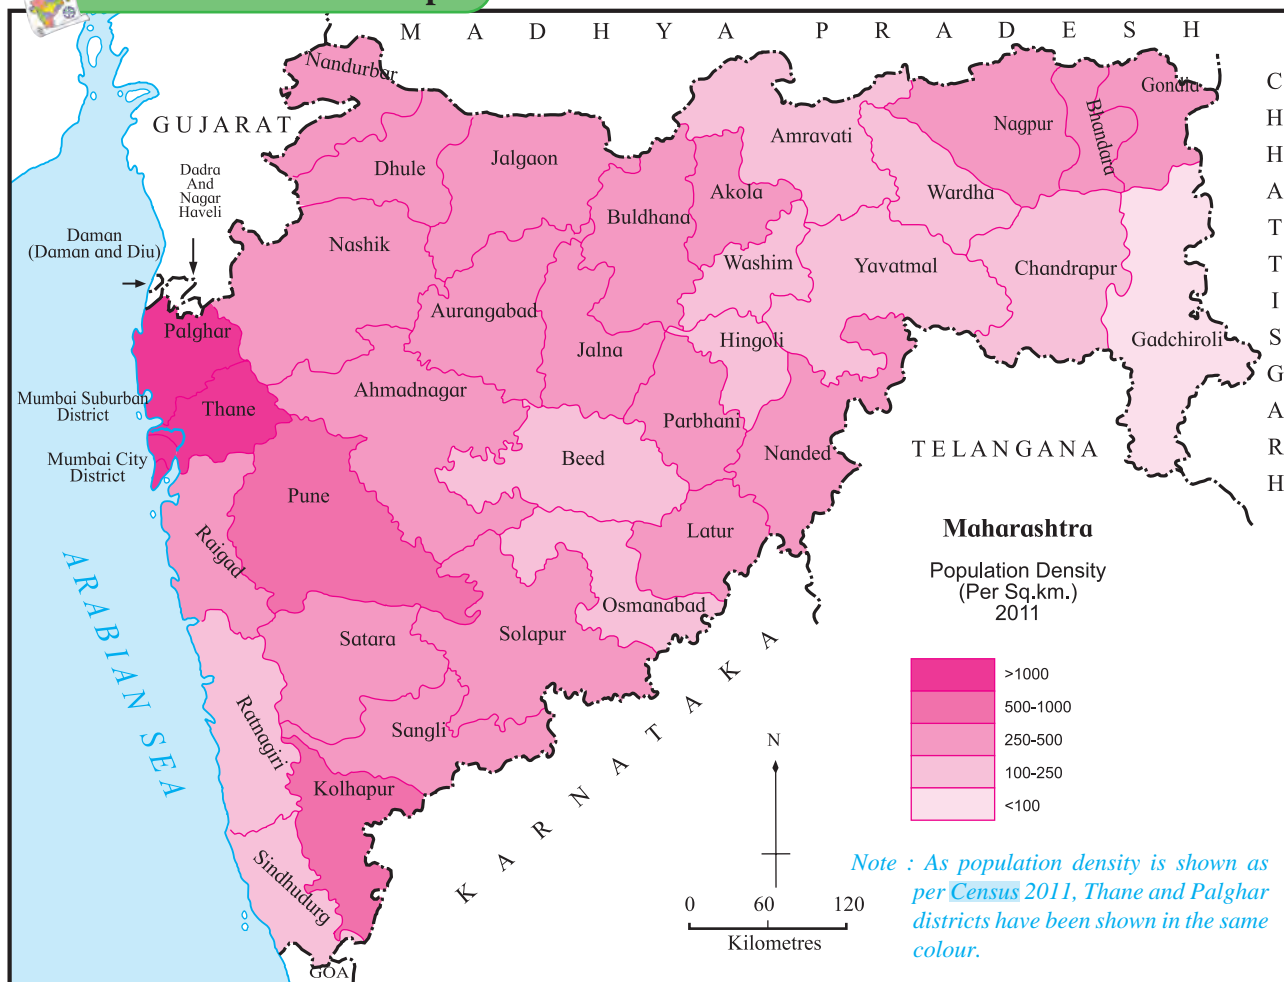 M A D H Y A P R A D E S H
C H H A T T I S G A R H
GUJARAT
Dadra
And
Nagar
Haveli
Daman
(Daman and Diu)
Nandurbar
Dhule
Jalgaon
Buldhana
Akola
Amravati
Wardha
Nagpur
Bhandara
Gondia
Nashik
Aurangabad
Jalna
Washim
Hingoli
Yavatmal
Chandrapur
Gadchiroli
Palghar
Thane
Mumbai Suburban
District
Mumbai City
District
Ahmadnagar
Beed
Parbhani
Nanded
TELANGANA
Pune
Raigad
Latur
Osmanabad
Satara
Solapur
Ratnagiri
Sangli
Kolhapur
Sindhudurg
GOA
ARABIAN SEA
K A R N A T A K A
Maharashtra
Population Density
(Per Sq.km.)
2011
>1000
500-1000
250-500
100-250
<100
N
0 60 120
Kilometres
Note : As population density is shown as
per Census 2011, Thane and Palghar
districts have been shown in the same
colour.